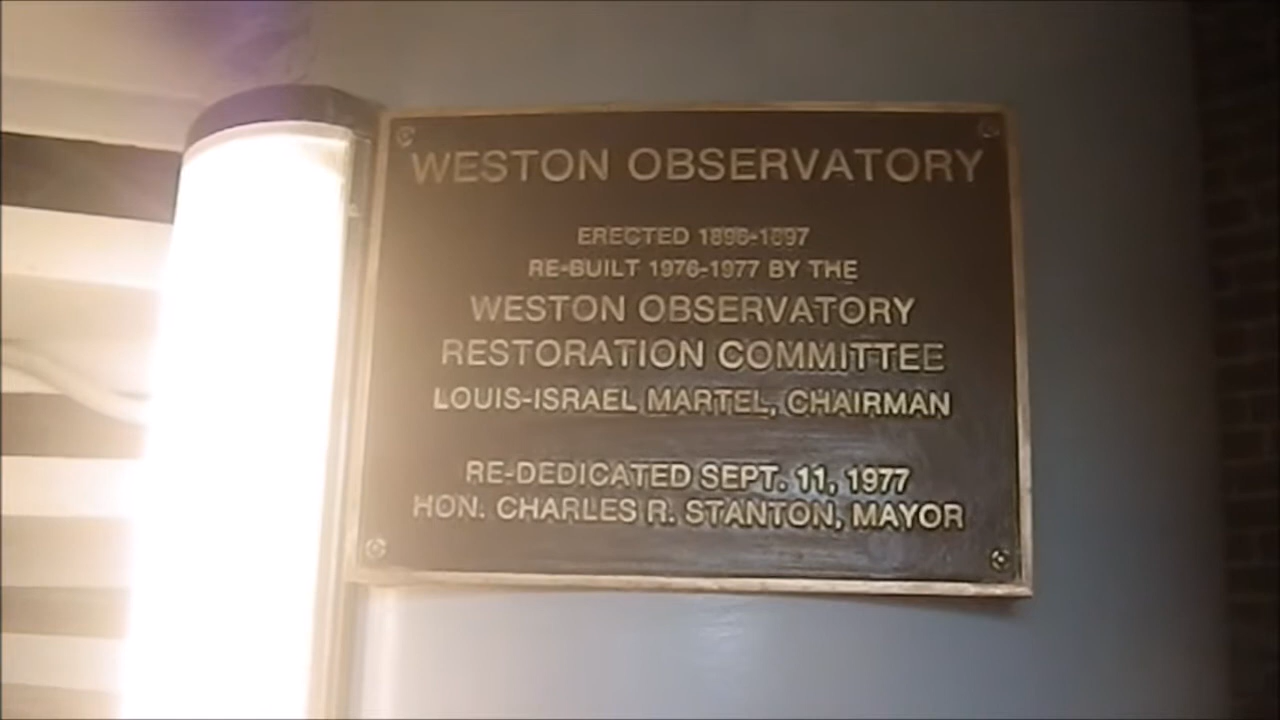 WESTON OBSERVATORY
ERECTED 1896-1897
RE-BUILT 1976-1977 BY THE
WESTON OBSERVATORY
RESTORATION COMMITTEE
LOUIS-ISRAEL MARTEL, CHAIRMAN
RE-DEDICATED SEPT. 11, 1977
HON. CHARLES R. STANTON, MAYOR